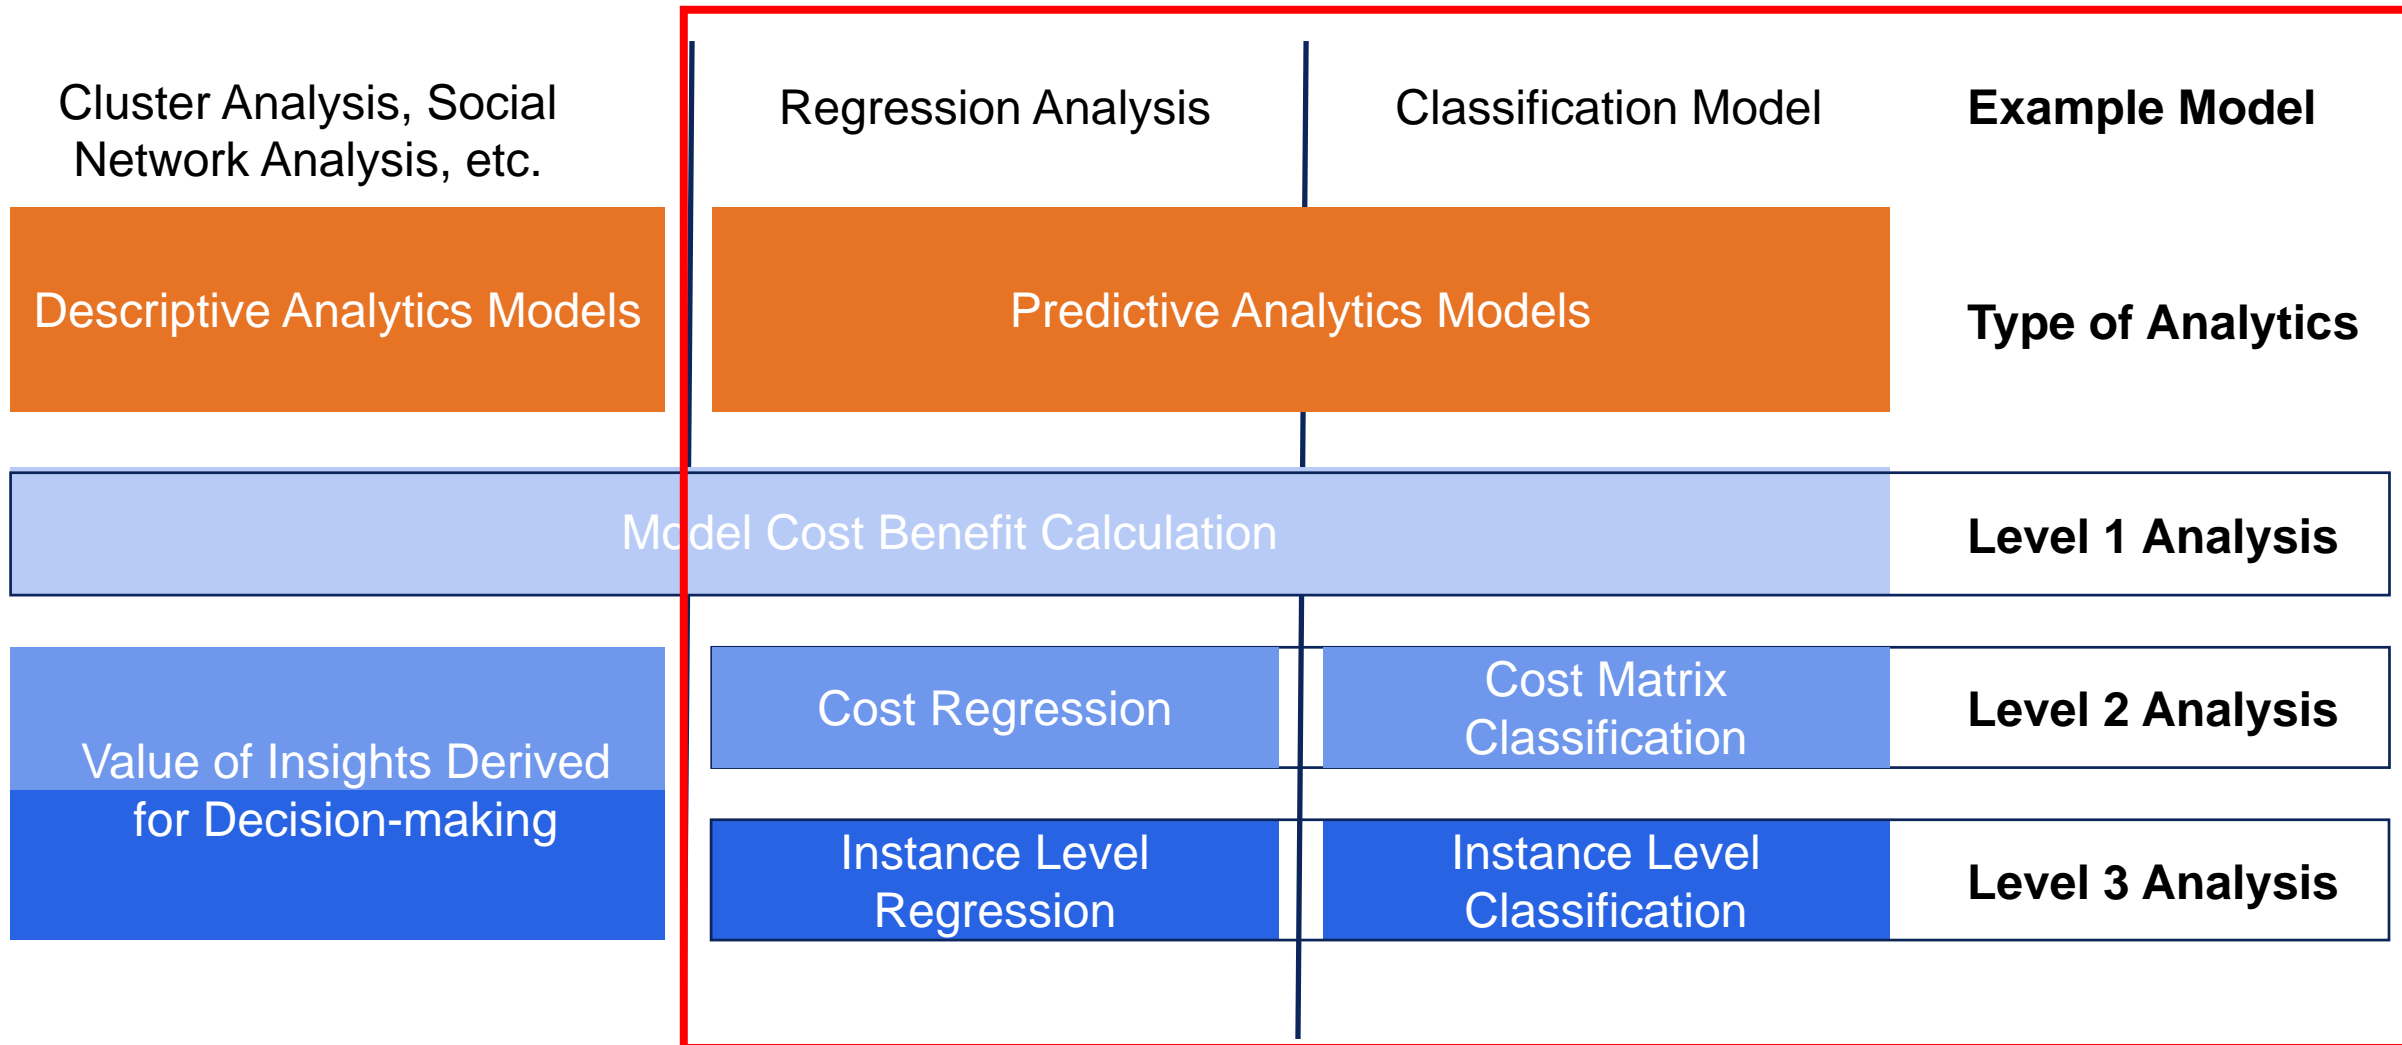 Cluster Analysis, Social
Network Analysis, etc.
Regression Analysis
Classification Model
Example Model
Descriptive Analytics Models
Predictive Analytics Models
Type of Analytics
Model Cost Benefit Calculation
Level 1 Analysis
Value of Insights Derived
for Decision-making
Cost Regression
Cost Matrix
Classification
Level 2 Analysis
Instance Level
Regression
Instance Level
Classification
Level 3 Analysis